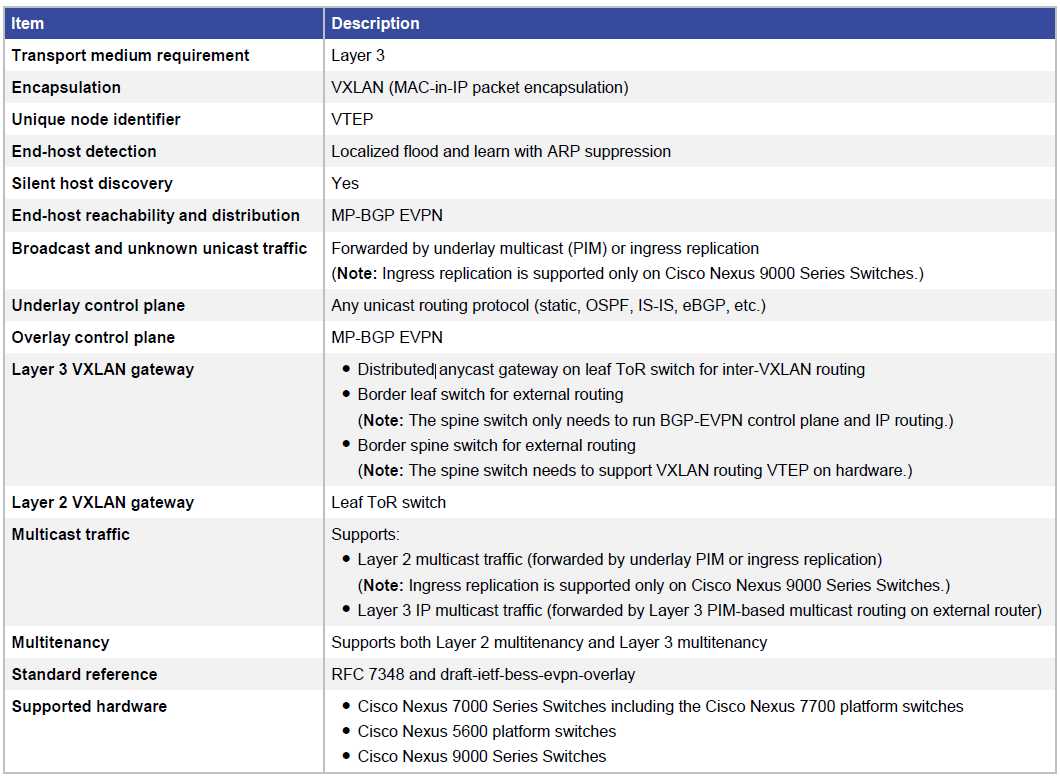 Item Description
Transport medium requirement Layer 3
Encapsulation VXLAN (MAC-in-IP packet encapsulation)
Unique node identifier VTEP
End-host detection Localized flood and learn with ARP suppression
Silent host discovery Yes
End-host reachability and distribution MP-BGP EVPN
Broadcast and unknown unicast traffic Forwarded by underlay multicast (PIM) or ingress replication
(Note: Ingress replication is supported only on Cisco Nexus 9000 Series Switches.)
Underlay control plane Any unicast routing protocol (static, OSPF, IS-IS, eBGP, etc.)
Overlay control plane MP-BGP EVPN
Layer 3 VXLAN gateway • Distributed anycast gateway on leaf ToR switch for inter-VXLAN routing
• Border leaf switch for external routing
(Note: The spine switch only needs to run BGP-EVPN control plane and IP routing.)
• Border spine switch for external routing
(Note: The spine switch needs to support VXLAN routing VTEP on hardware.)
Layer 2 VXLAN gateway Leaf ToR switch
Multicast traffic Supports:
• Layer 2 multicast traffic (forwarded by underlay PIM or ingress replication)
(Note: Ingress replication is supported only on Cisco Nexus 9000 Series Switches.)
• Layer 3 IP multicast traffic (forwarded by Layer 3 PIM-based multicast routing on external router)
Multitenancy Supports both Layer 2 multitenancy and Layer 3 multitenancy
Standard reference RFC 7348 and draft-ietf-bess-evpn-overlay
Supported hardware • Cisco Nexus 7000 Series Switches including the Cisco Nexus 7700 platform switches
• Cisco Nexus 5600 platform switches
• Cisco Nexus 9000 Series Switches